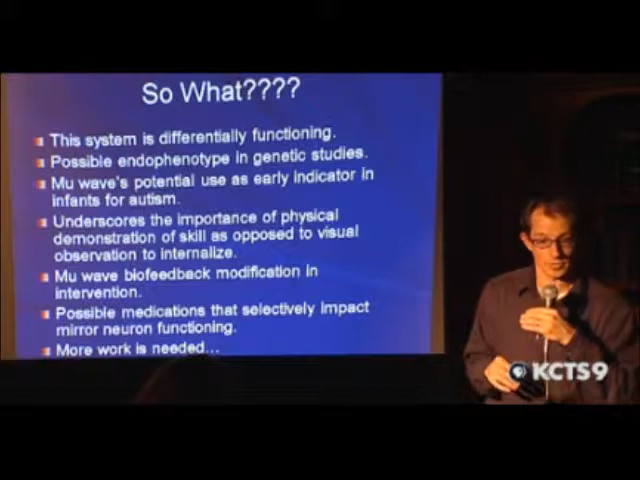 So What????
This system is differentially functioning.
Possible endophenotype in genetic studies.
Mu wave's potential use as early indicator in
infants for autism.
Underscores the importance of physical
demonstration of skill as opposed to visual
observation to internalize.
Mu wave biofeedback modification in
intervention.
Possible medications that selectively impact
mirror neuron functioning.
More work is needed...
KCTS9